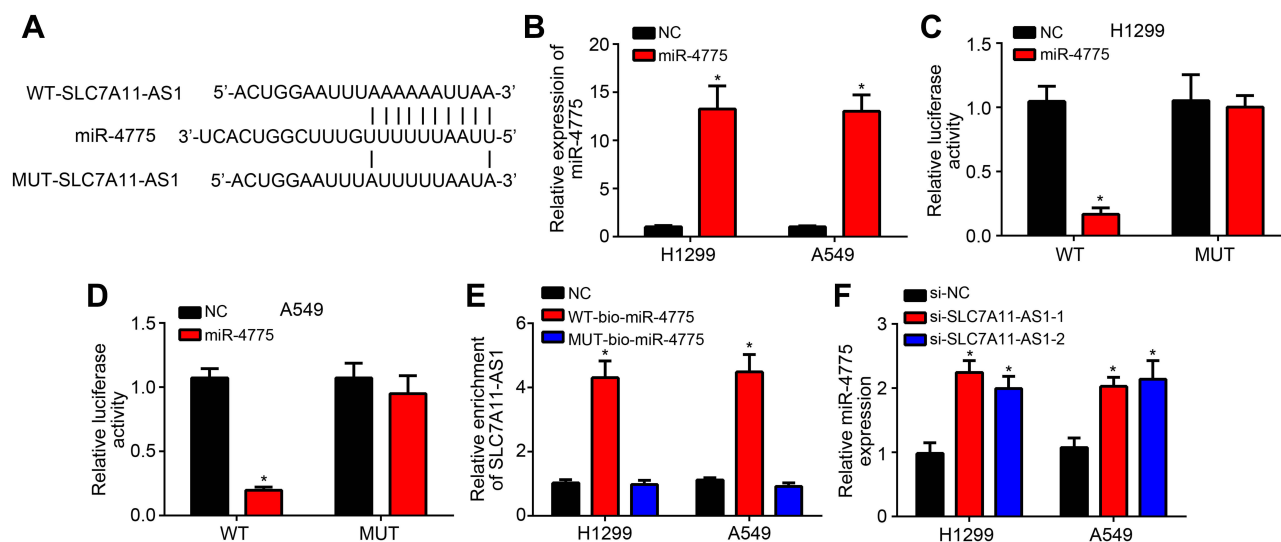 A
WT-SLC7A11-AS1 5’-ACUGGAAUUUAAAAAAUUAA-3’
miR-4775 3’-UCACUGGCUUUGUUUUUUUAAUU-5’
MUT-SLC7A11-AS1 5’-ACUGGAAUUUAUUUUUAAUA-3’
B
NC
miR-4775
Relative expressioin of
miR-4775
20
15
10
5
0
*
*
H1299 A549
C
H1299
NC
miR-4775
Relative luciferase
activity
1.5
1.0
0.5
0.0
*
WT MUT
D
A549
NC
miR-4775
Relative luciferase
activity
1.5
1.0
0.5
0.0
*
WT MUT
E
NC
WT-bio-miR-4775
MUT-bio-miR-4775
Relative enrichment
of SLC7A11-AS1
6
4
2
0
*
*
H1299 A549
F
si-NC
si-SLC7A11-AS1-1
si-SLC7A11-AS1-2
Relative miR-4775
expression
3
2
1
0
*
*
*
*
H1299 A549